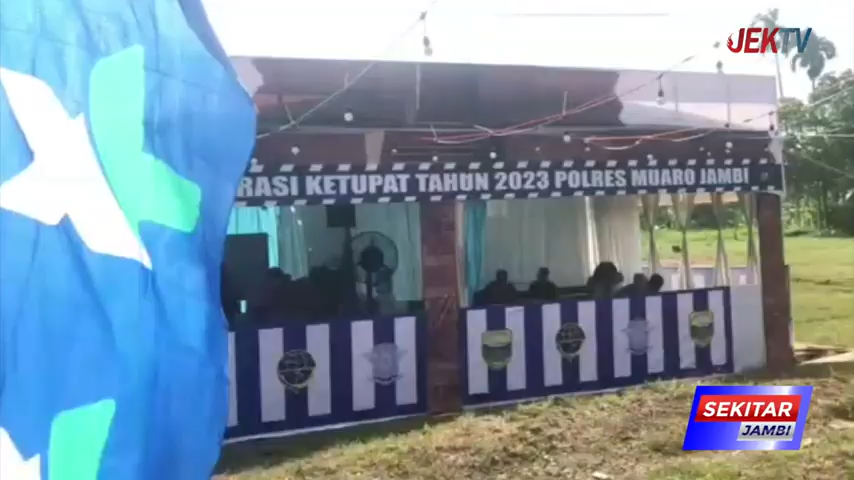 JEKTV
RASI KETUPAT TAHUN 2023 POLRES MUARO JAMBI
SEKITAR
JAMBI